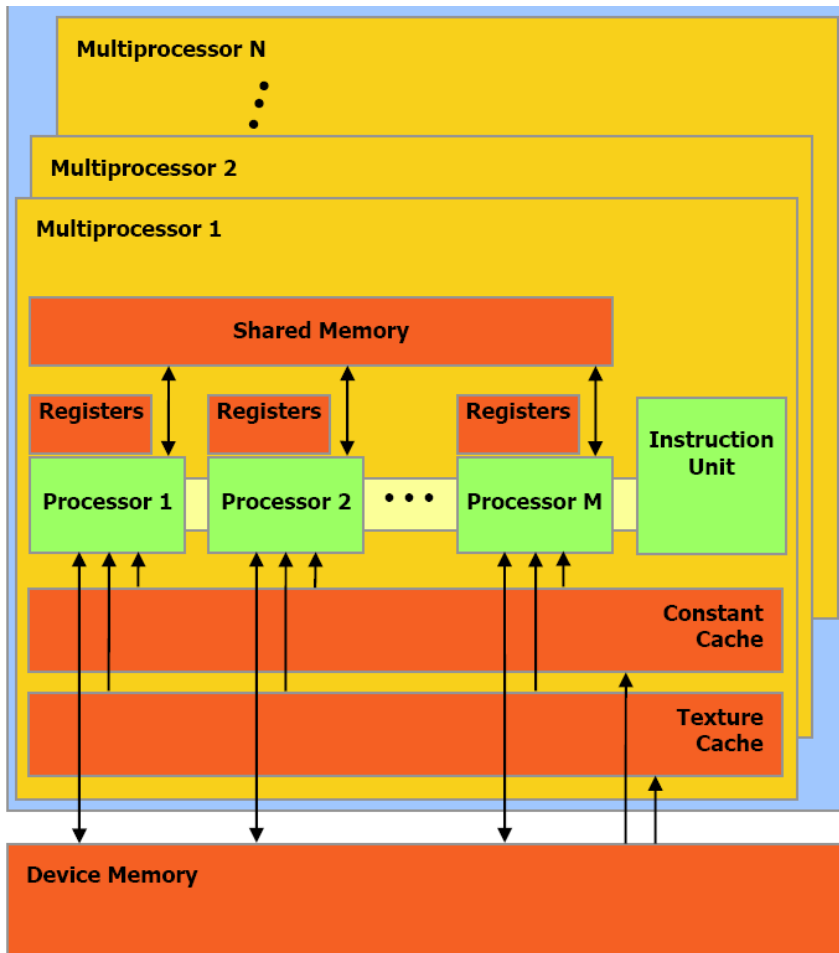 Multiprocessor N
Multiprocessor 2
Multiprocessor 1
Shared Memory
Registers
Registers
Registers
Instruction
Unit
Processor 1
Processor 2
Processor M
Constant
Cache
Texture
Cache
Device Memory